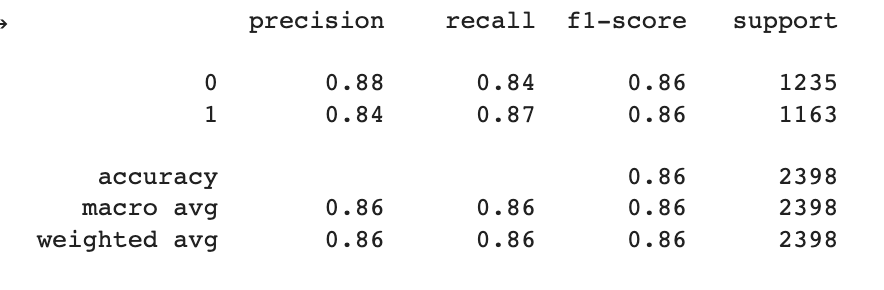 precision recall f1-score support
0 0.88 0.84 0.86 1235
1 0.84 0.87 0.86 1163
accuracy 0.86 2398
macro avg 0.86 0.86 0.86 2398
weighted avg 0.86 0.86 0.86 2398